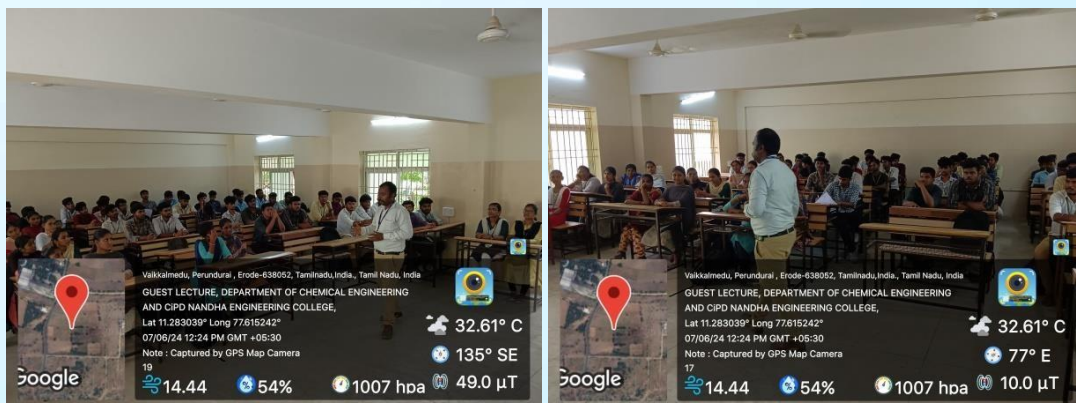 Vaikkalmedu, Perundurai , Erode-638052, Tamilnadu,India., Tamil Nadu, India
GUEST LECTURE, DEPARTMENT OF CHEMICAL ENGINEERING
AND CIPD NANDHA ENGINEERING COLLEGE,
Lat 11.283039° Long 77.615242°
07/06/24 12:24 PM GMT +05:30
Note : Captured by GPS Map Camera
19
32.61° C
135° SE
14.44
54%
1007 hpa
49.0 µT
Google
Vaikkalmedu, Perundurai , Erode-638052, Tamilnadu,India., Tamil Nadu, India
GUEST LECTURE, DEPARTMENT OF CHEMICAL ENGINEERING
AND CIPD NANDHA ENGINEERING COLLEGE,
Lat 11.283039° Long 77.615242°
07/06/24 12:24 PM GMT +05:30
Note : Captured by GPS Map Camera
17
32.61° C
77° E
14.44
54%
1007 hpa
10.0 µT
Google